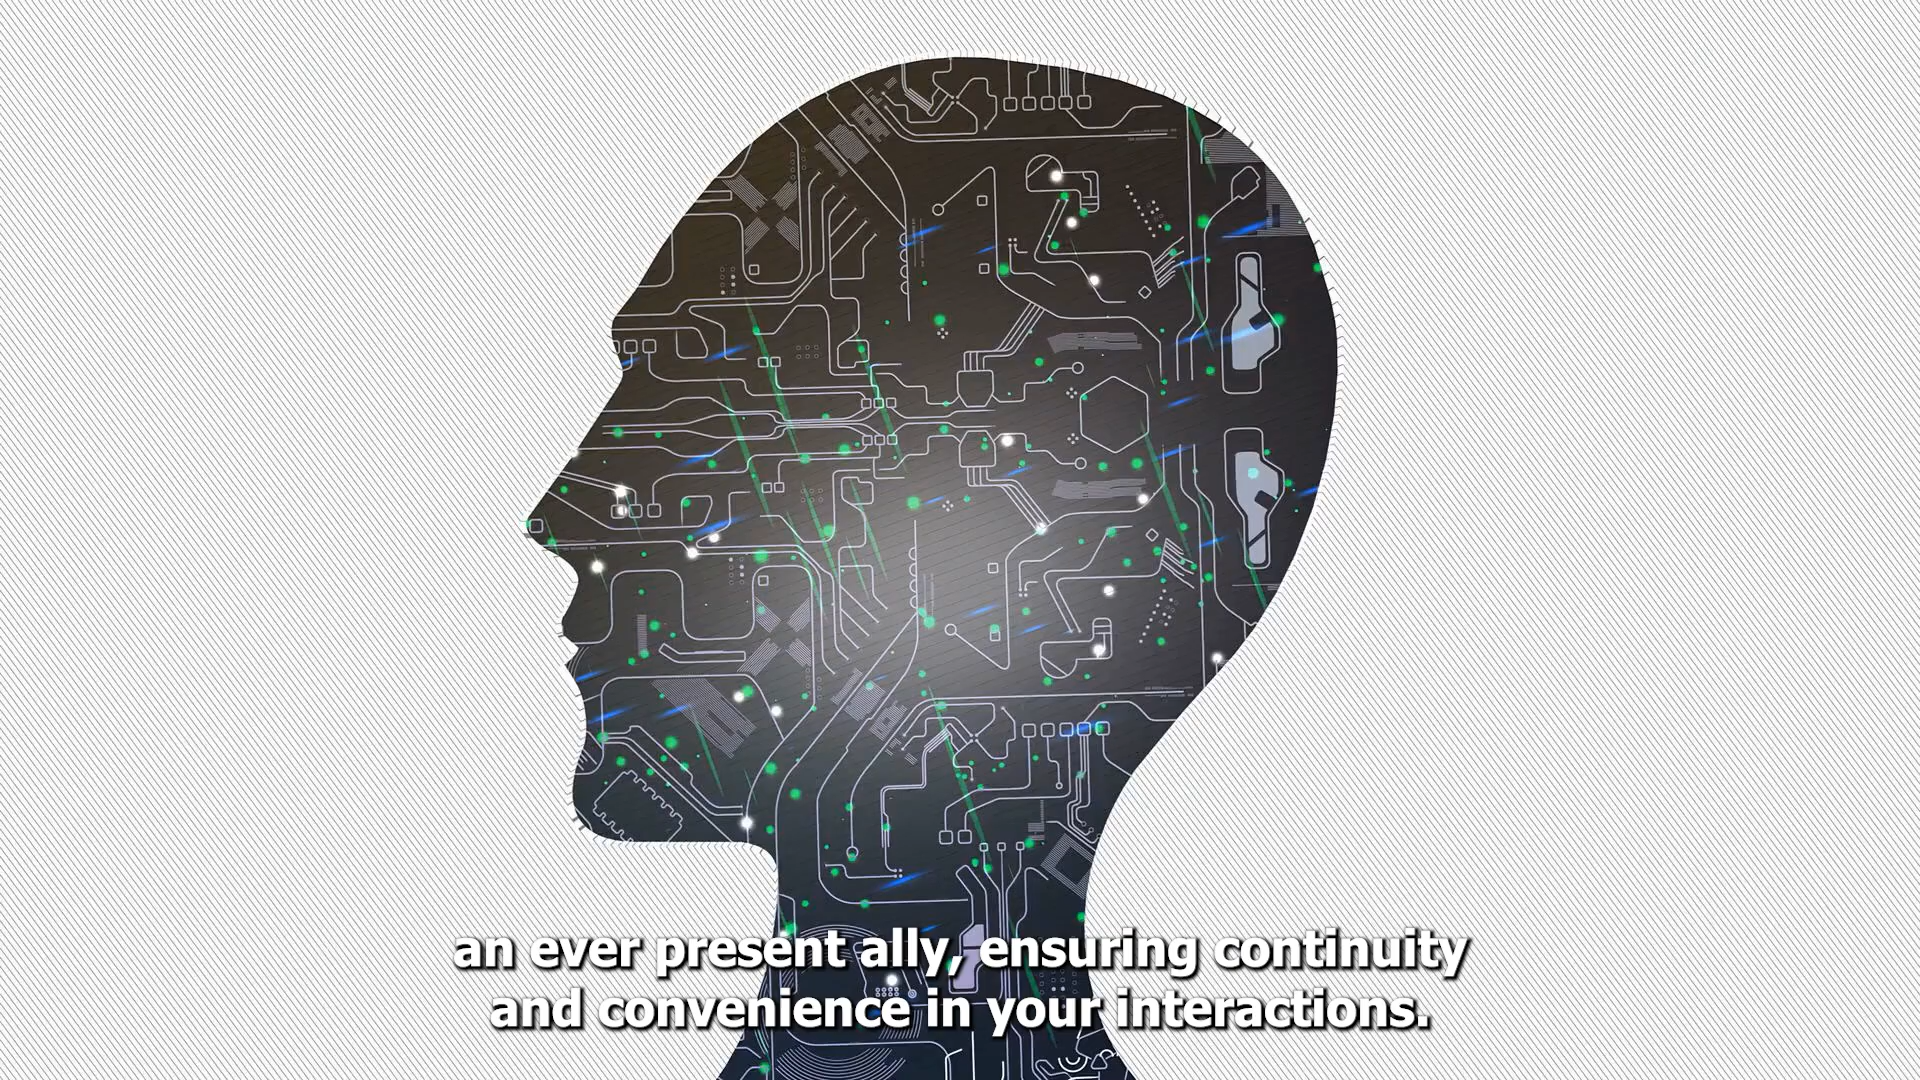 an ever present ally, ensuring continuity
and convenience in your interactions.